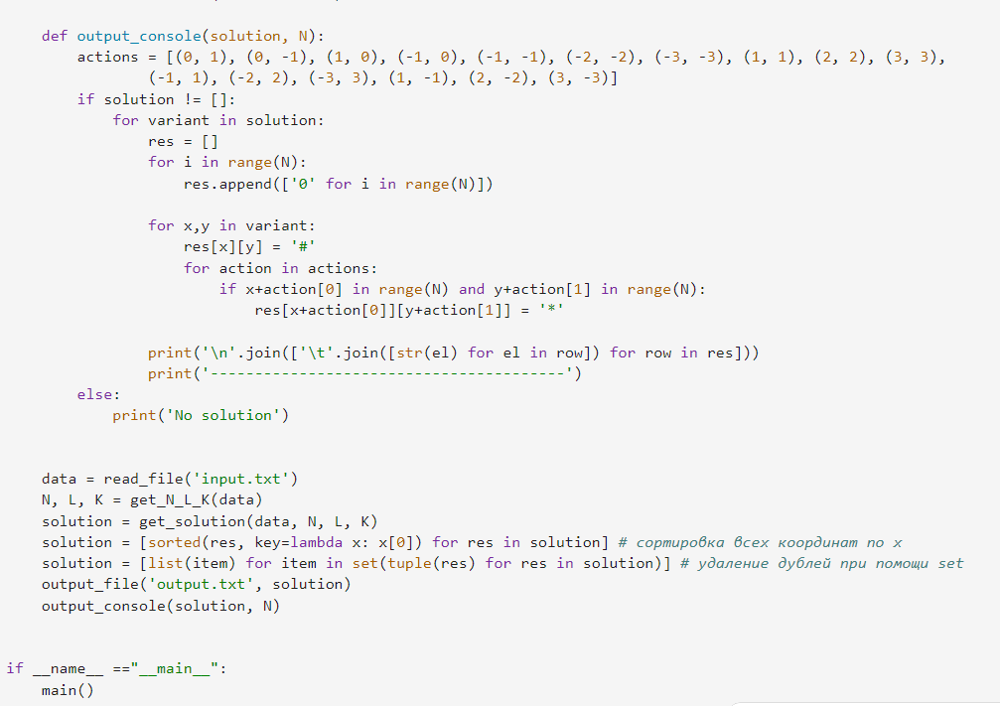 def output_console(solution, N):
actions = [(0, 1), (0, -1), (1, 0), (-1, 0), (-1, -1), (-2, -2), (-3, -3), (1, 1), (2, 2), (3, 3),
(-1, 1), (-2, 2), (-3, 3), (1, -1), (2, -2), (3, -3)]
if solution != []:
for variant in solution:
res = []
for i in range(N):
res.append(['0' for i in range(N)])
for x,y in variant:
res[x][y] = '#'
for action in actions:
if x+action[0] in range(N) and y+action[1] in range(N):
res[x+action[0]][y+action[1]] = '*'
print('\n'.join(['\t'.join([str(el) for el in row]) for row in res]))
print('----------------------------------------')
else:
print('No solution')
data = read_file('input.txt')
N, L, K = get_N_L_K(data)
solution = get_solution(data, N, L, K)
solution = [sorted(res, key=lambda x: x[0]) for res in solution] # сортировка всех координат по x
solution = [list(item) for item in set(tuple(res) for res in solution)] # удаление дублей при помощи set
output_file('output.txt', solution)
output_console(solution, N)
if __name__ =="__main__":
main()